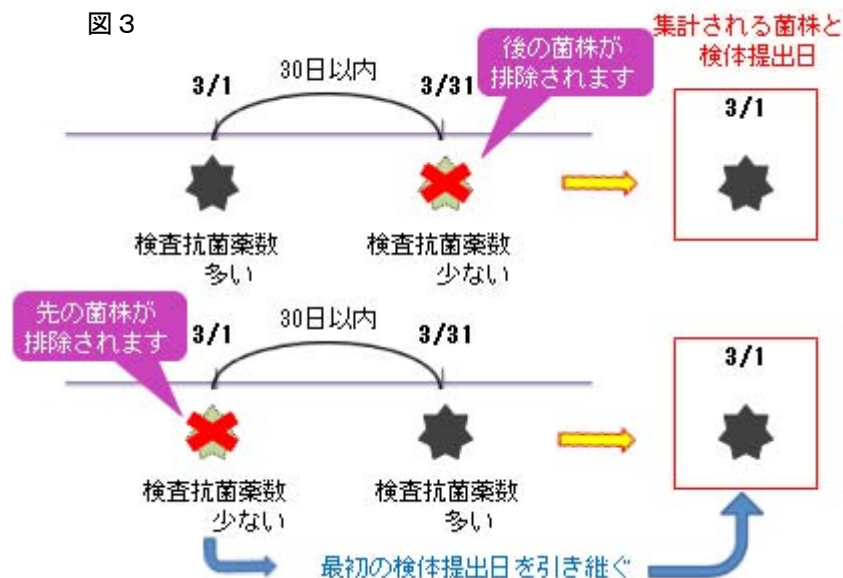 図３
集計される菌株と
検体提出日
後の菌株が
排除されます
30日以内
3/1
3/31
3/1
検査抗菌薬数
多い
検査抗菌薬数
少ない
先の菌株が
排除されます
30日以内
3/1
3/31
3/1
検査抗菌薬数
少ない
検査抗菌薬数
多い
最初の検体提出日を引き継ぐ